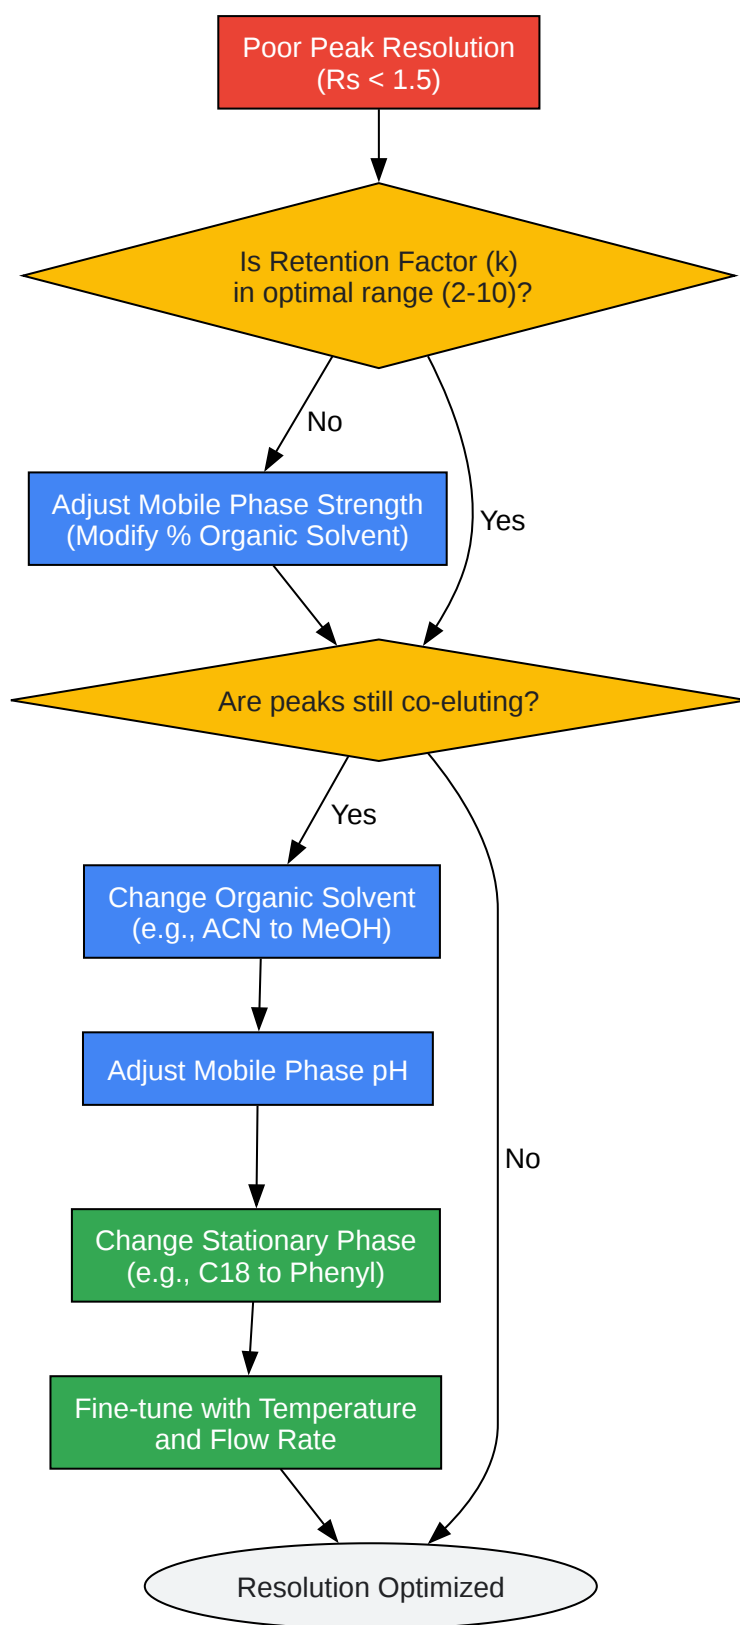 Poor Peak Resolution
(Rs < 1.5)
Is Retention Factor (k)
in optimal range (2-10)?
No
Adjust Mobile Phase Strength
(Modify % Organic Solvent)
Yes
Are peaks still co-eluting?
Yes
Change Organic Solvent
(e.g., ACN to MeOH)
Adjust Mobile Phase pH
No
Change Stationary Phase
(e.g., C18 to Phenyl)
Fine-tune with Temperature
and Flow Rate
Resolution Optimized